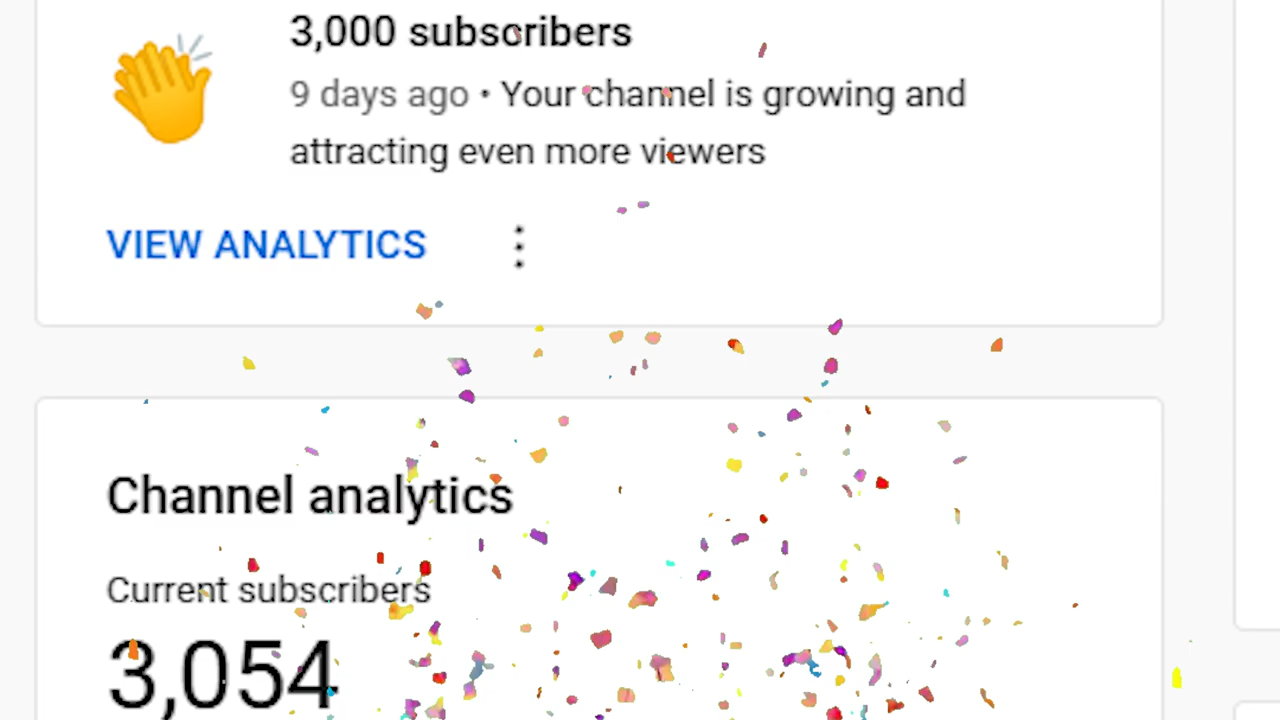 3,000 subscribers
9 days ago • Your channel is growing and
attracting even more viewers
VIEW ANALYTICS
Channel analytics
Current subscribers
3,054